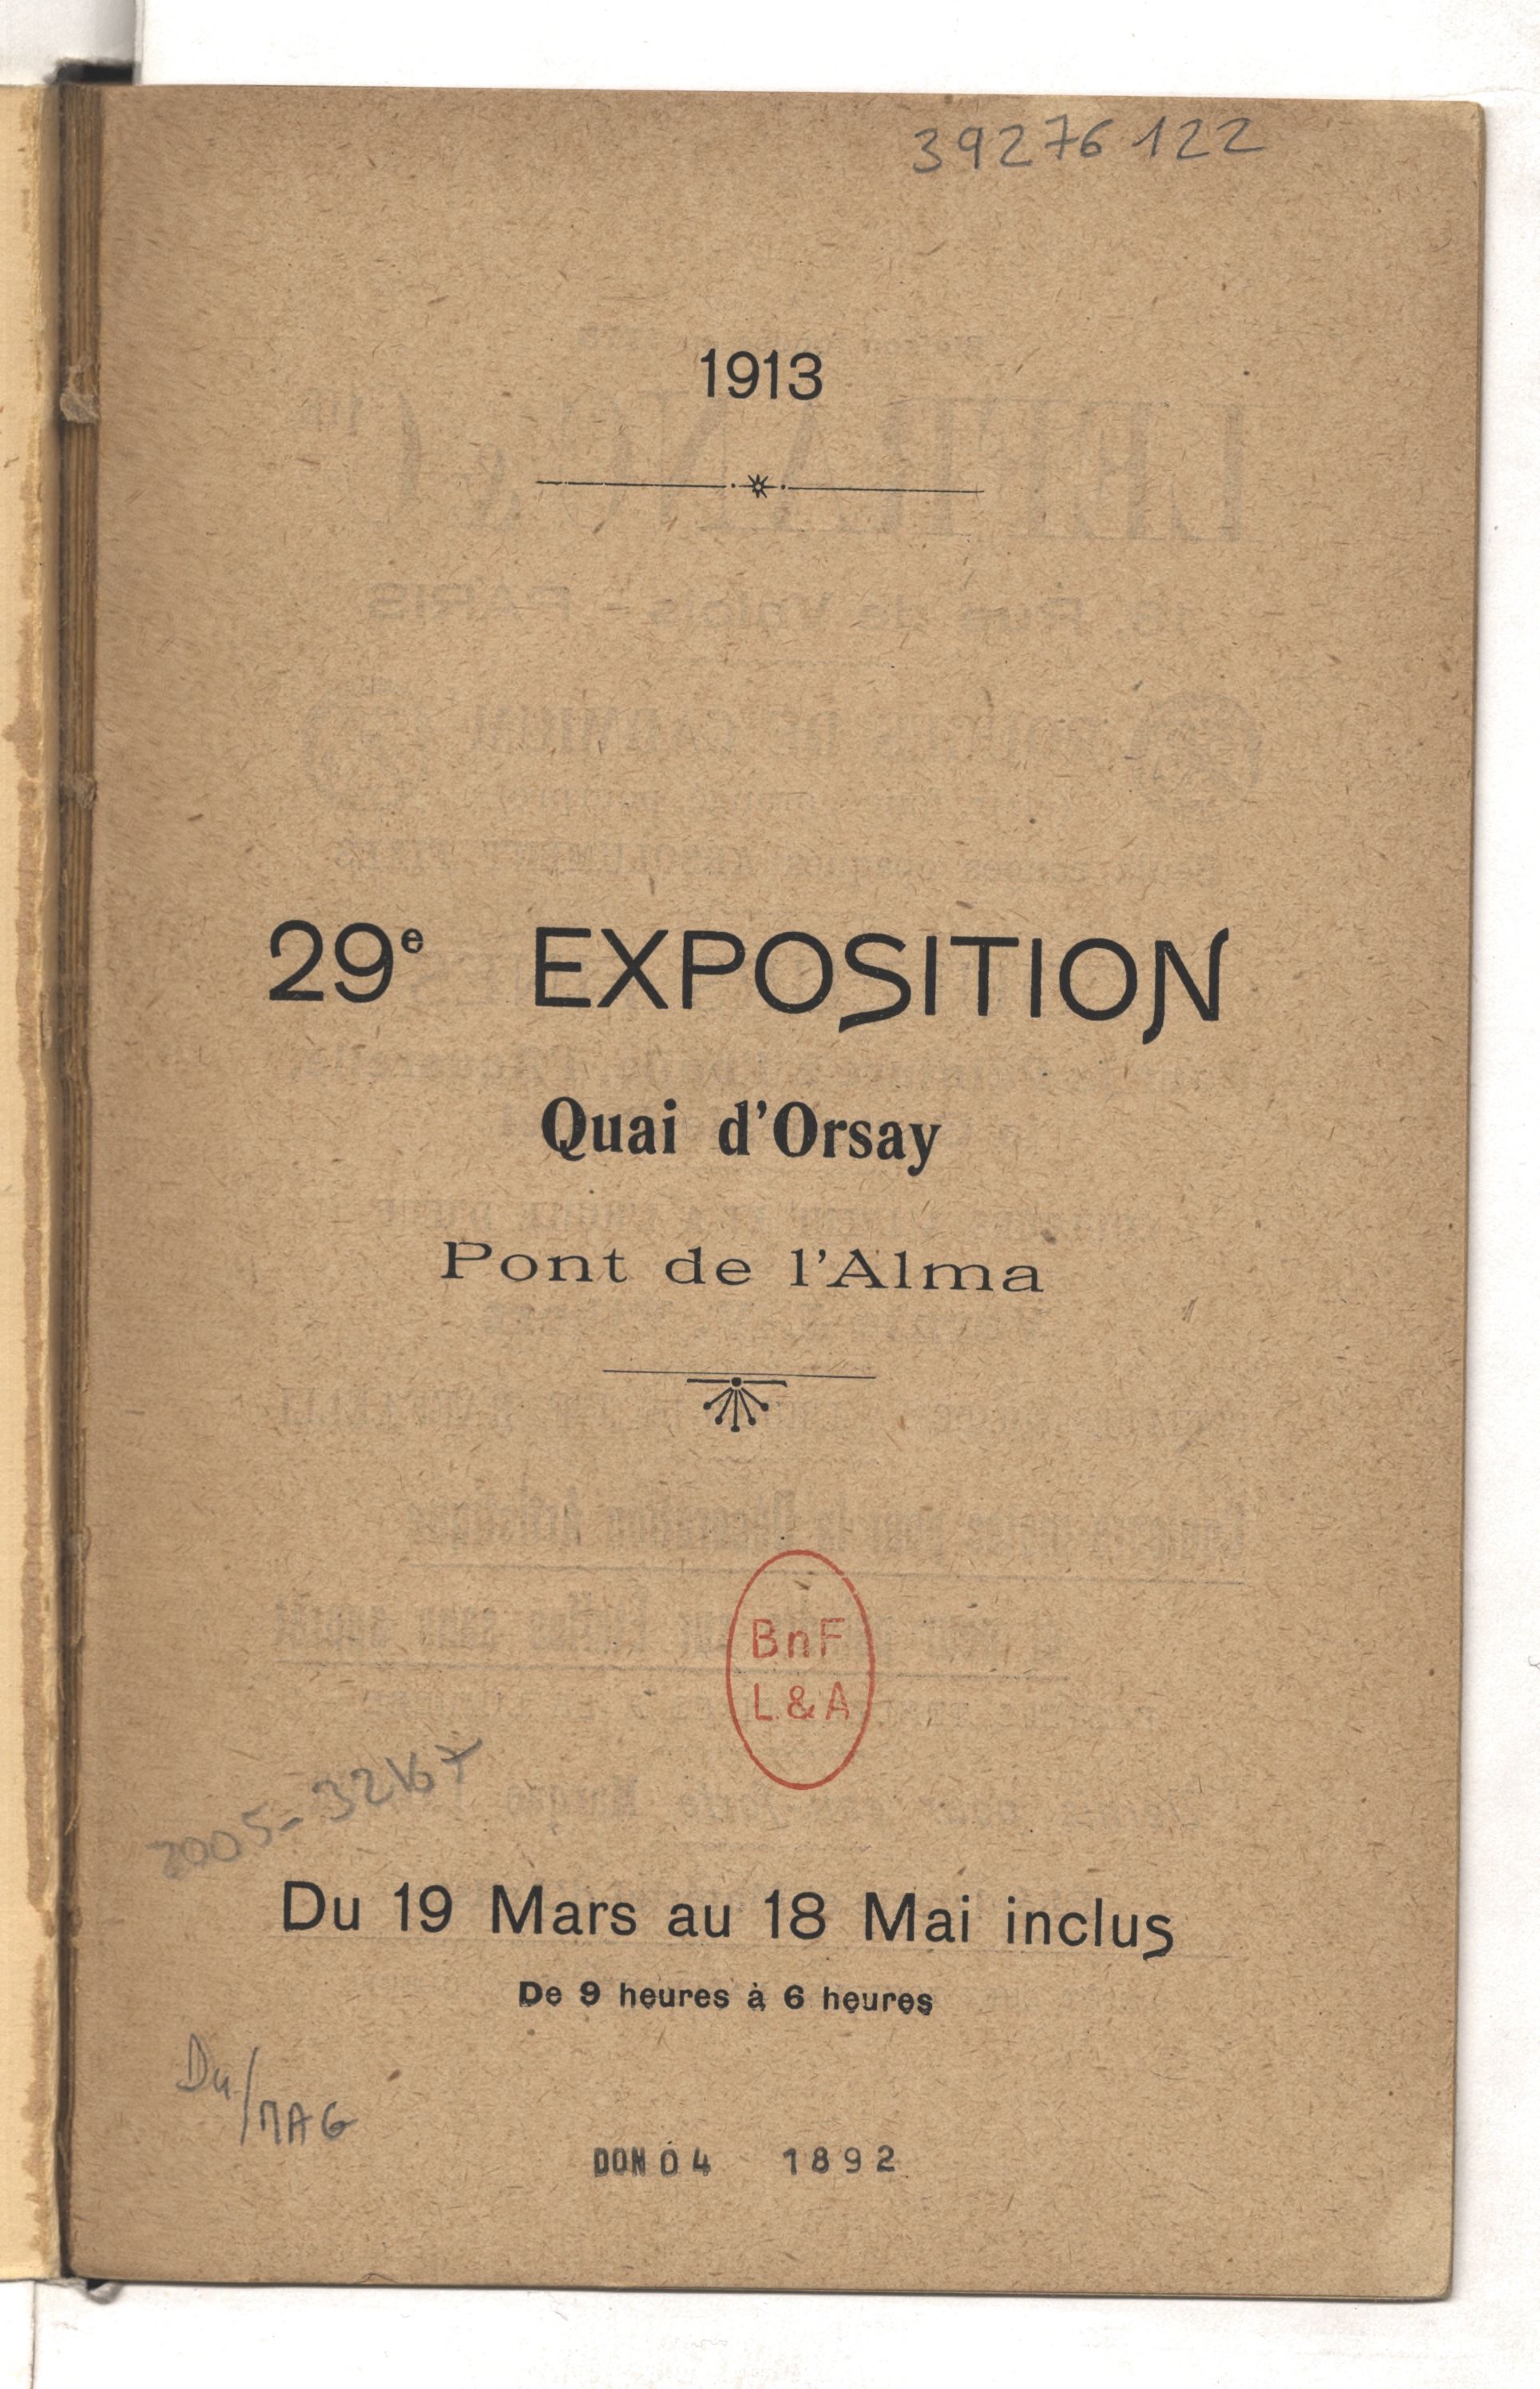 39276122
1913
29e EXPOSITION
Quai d'Orsay
Pont de l'Alma
BnF
L & A
2005-32167
Du 19 Mars au 18 Mai inclus
De 9 heures à 6 heures
Du/MAG
DON 04 1892